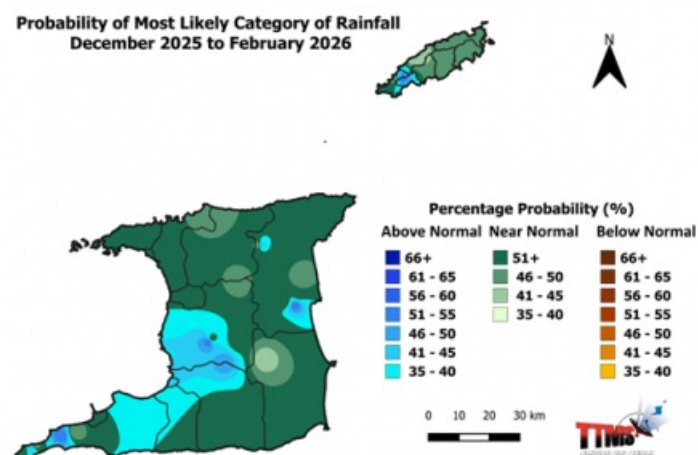 Probability of Most Likely Category of Rainfall
December 2025 to February 2026
N
Percentage Probability (%)
Above Normal Near Normal Below Normal
66+ 51+ 66+
61 - 65 46 - 50 61 - 65
56 - 60 41 - 45 56 - 60
51 - 55 35 - 40 51 - 55
46 - 50 46 - 50
41 - 45 41 - 45
35 - 40 35 - 40
0 10 20 30 km
TTMS